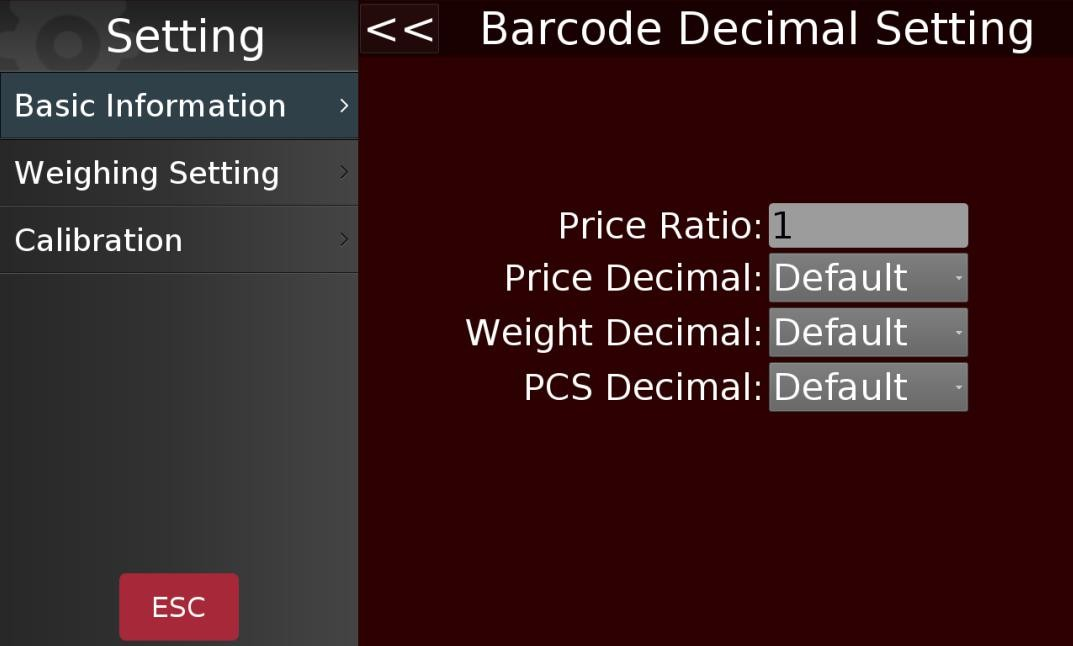 Setting
<< Barcode Decimal Setting
Basic Information >
Weighing Setting >
Calibration >
Price Ratio: 1
Price Decimal: Default
Weight Decimal: Default
PCS Decimal: Default
ESC